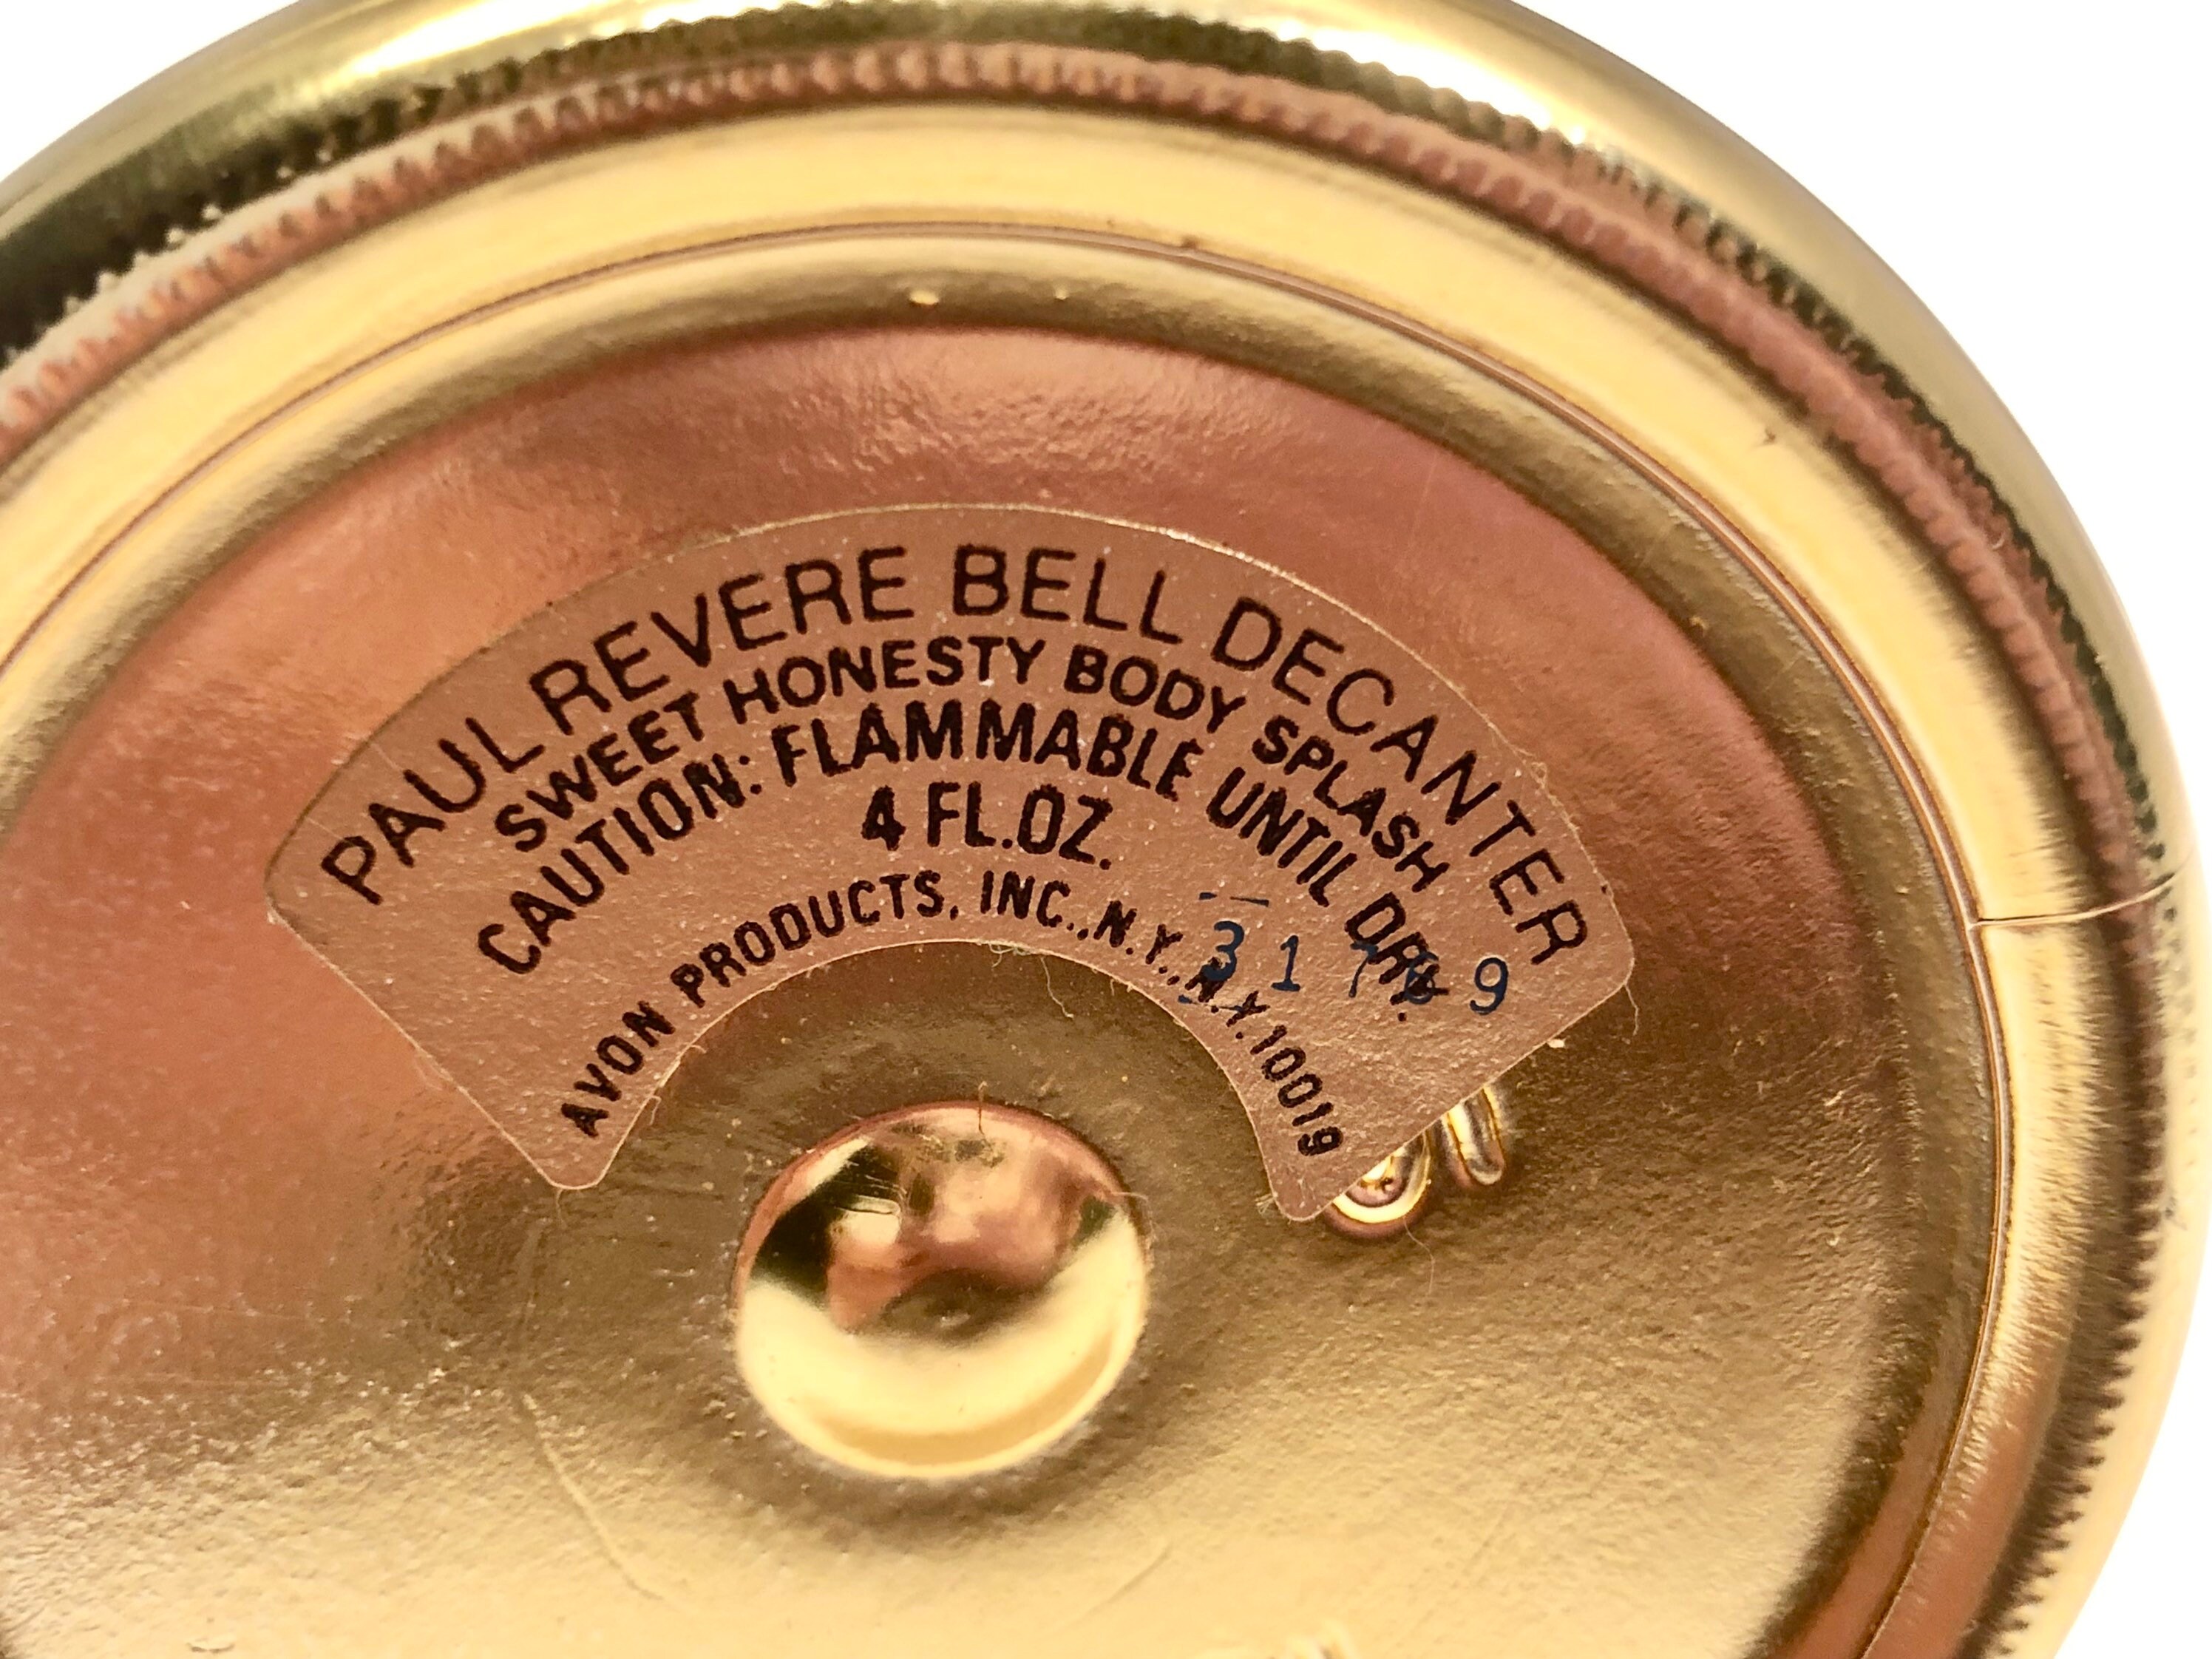 PAUL REVERE BELL DECANTER
SWEET HONESTY BODY SPLASH
CAUTION: FLAMMABLE UNTIL DRY.
4 FL.OZ.
AVON PRODUCTS, INC., N.Y., N.Y. 10019